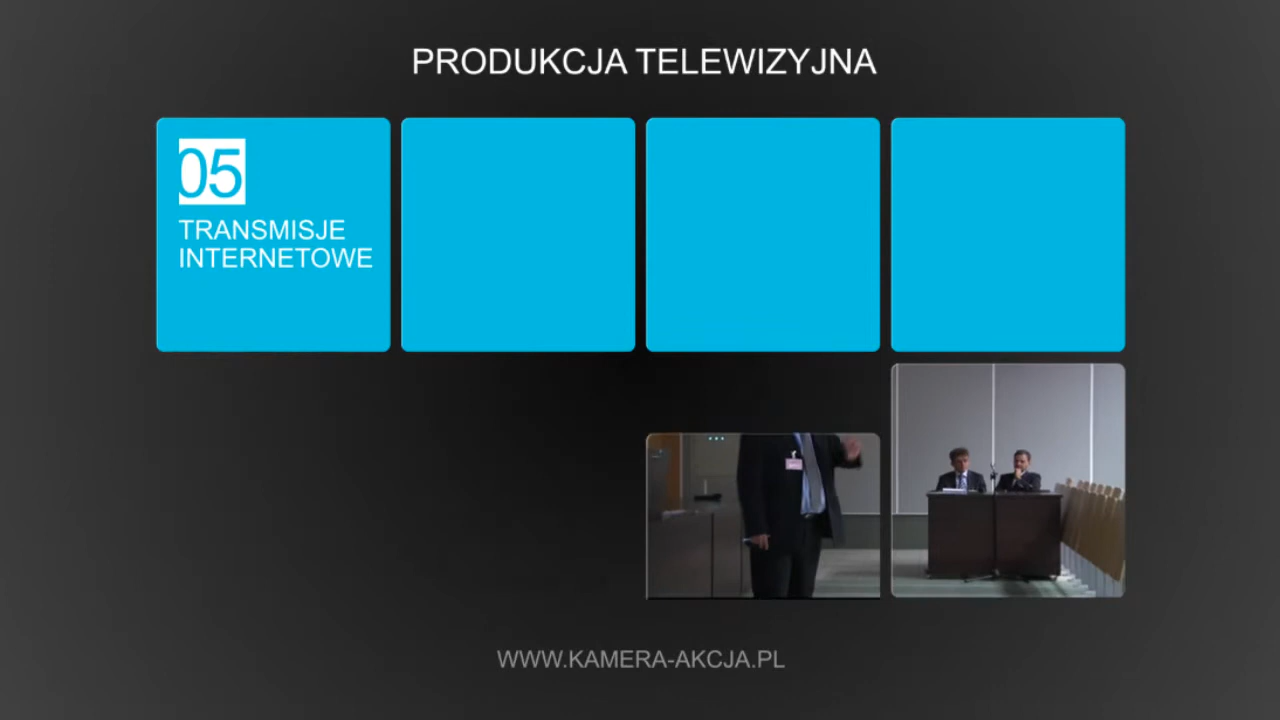 PRODUKCJA TELEWIZYJNA
05
TRANSMISJE
INTERNETOWE
WWW.KAMERA-AKCJA.PL